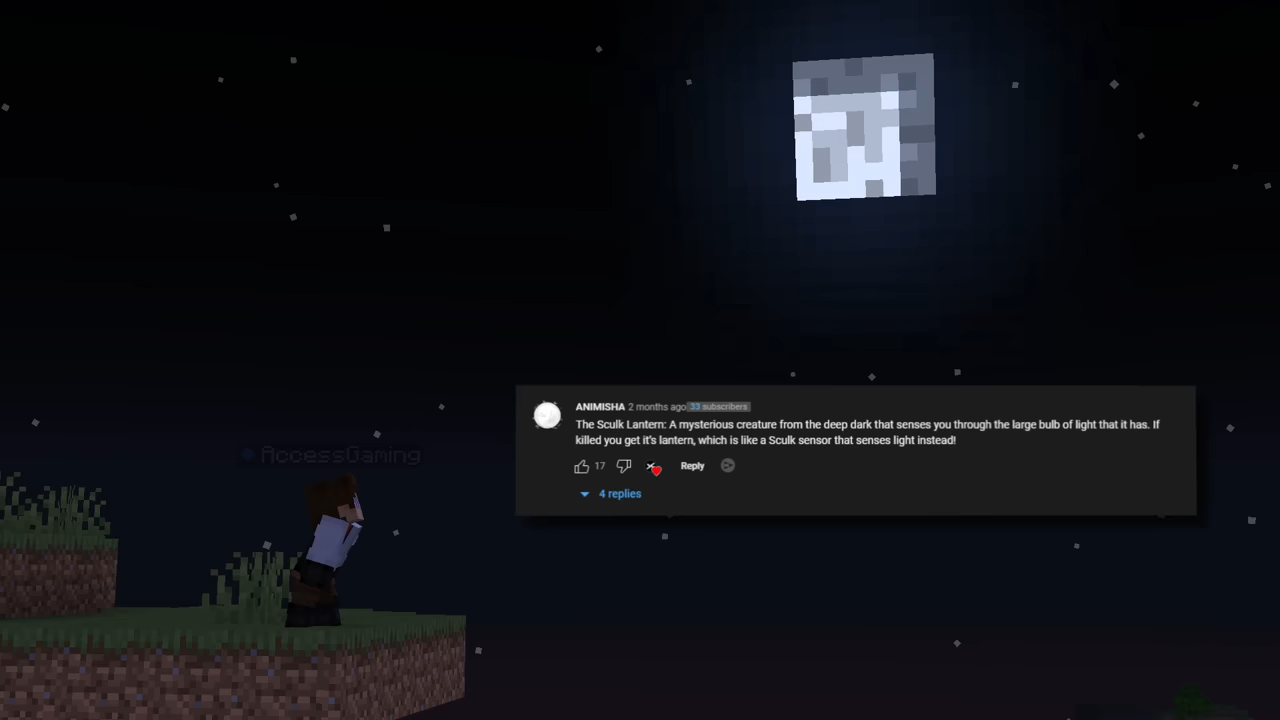 AccessGaming
ANIMISHA 2 months ago 33 subscribers
The Sculk Lantern: A mysterious creature from the deep dark that senses you through the large bulb of light that it has. If
killed you get it's lantern, which is like a Sculk sensor that senses light instead!
17 Reply
4 replies